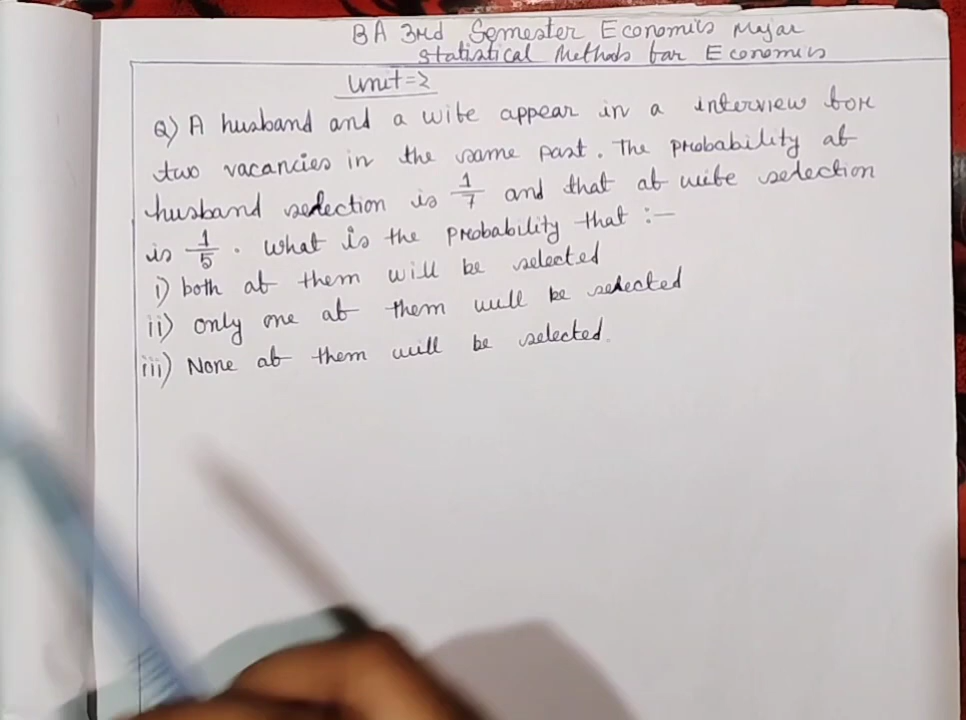 BA 3rd Semester Economics Major
Statistical Methods for Economics
Unit=2
Q) A husband and a wife appear in a interview for
two vacancies in the same post. The probability of
husband selection is 1/7 and that of wife selection
is 1/5. What is the probability that :-
i) both of them will be selected
ii) only one of them will be selected
iii) None of them will be selected.